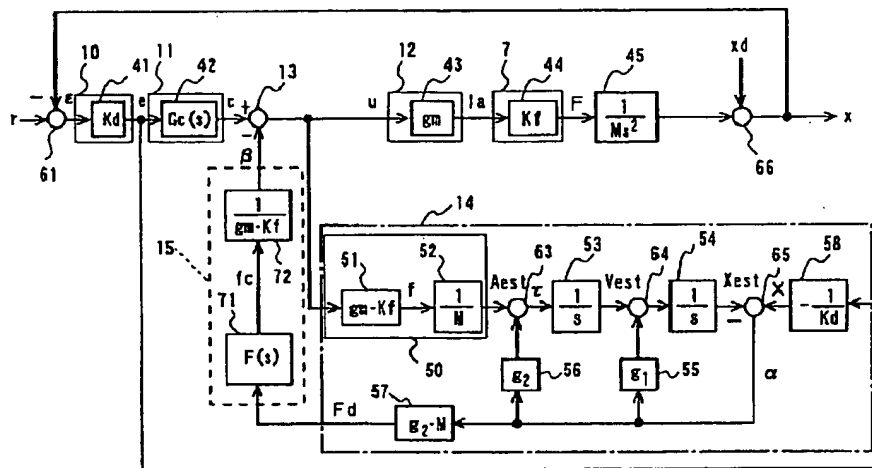 10 41 11 42 12 43 7 44 45 xd
r − ε Kd e Gc(s) c + 13 − u gm Ia Kf F 1/Ms² x
61 66
β
14
15 1/gm·Kf 72
51 52 Aest 63 τ 53 Vest 64 54 Xest 65 X 58
fc gm·Kf f 1/M 1/s 1/s − −1/Kd
71 F(s) 50 g₂ 56 g₁ 55 α
Fd 57 g₂·M